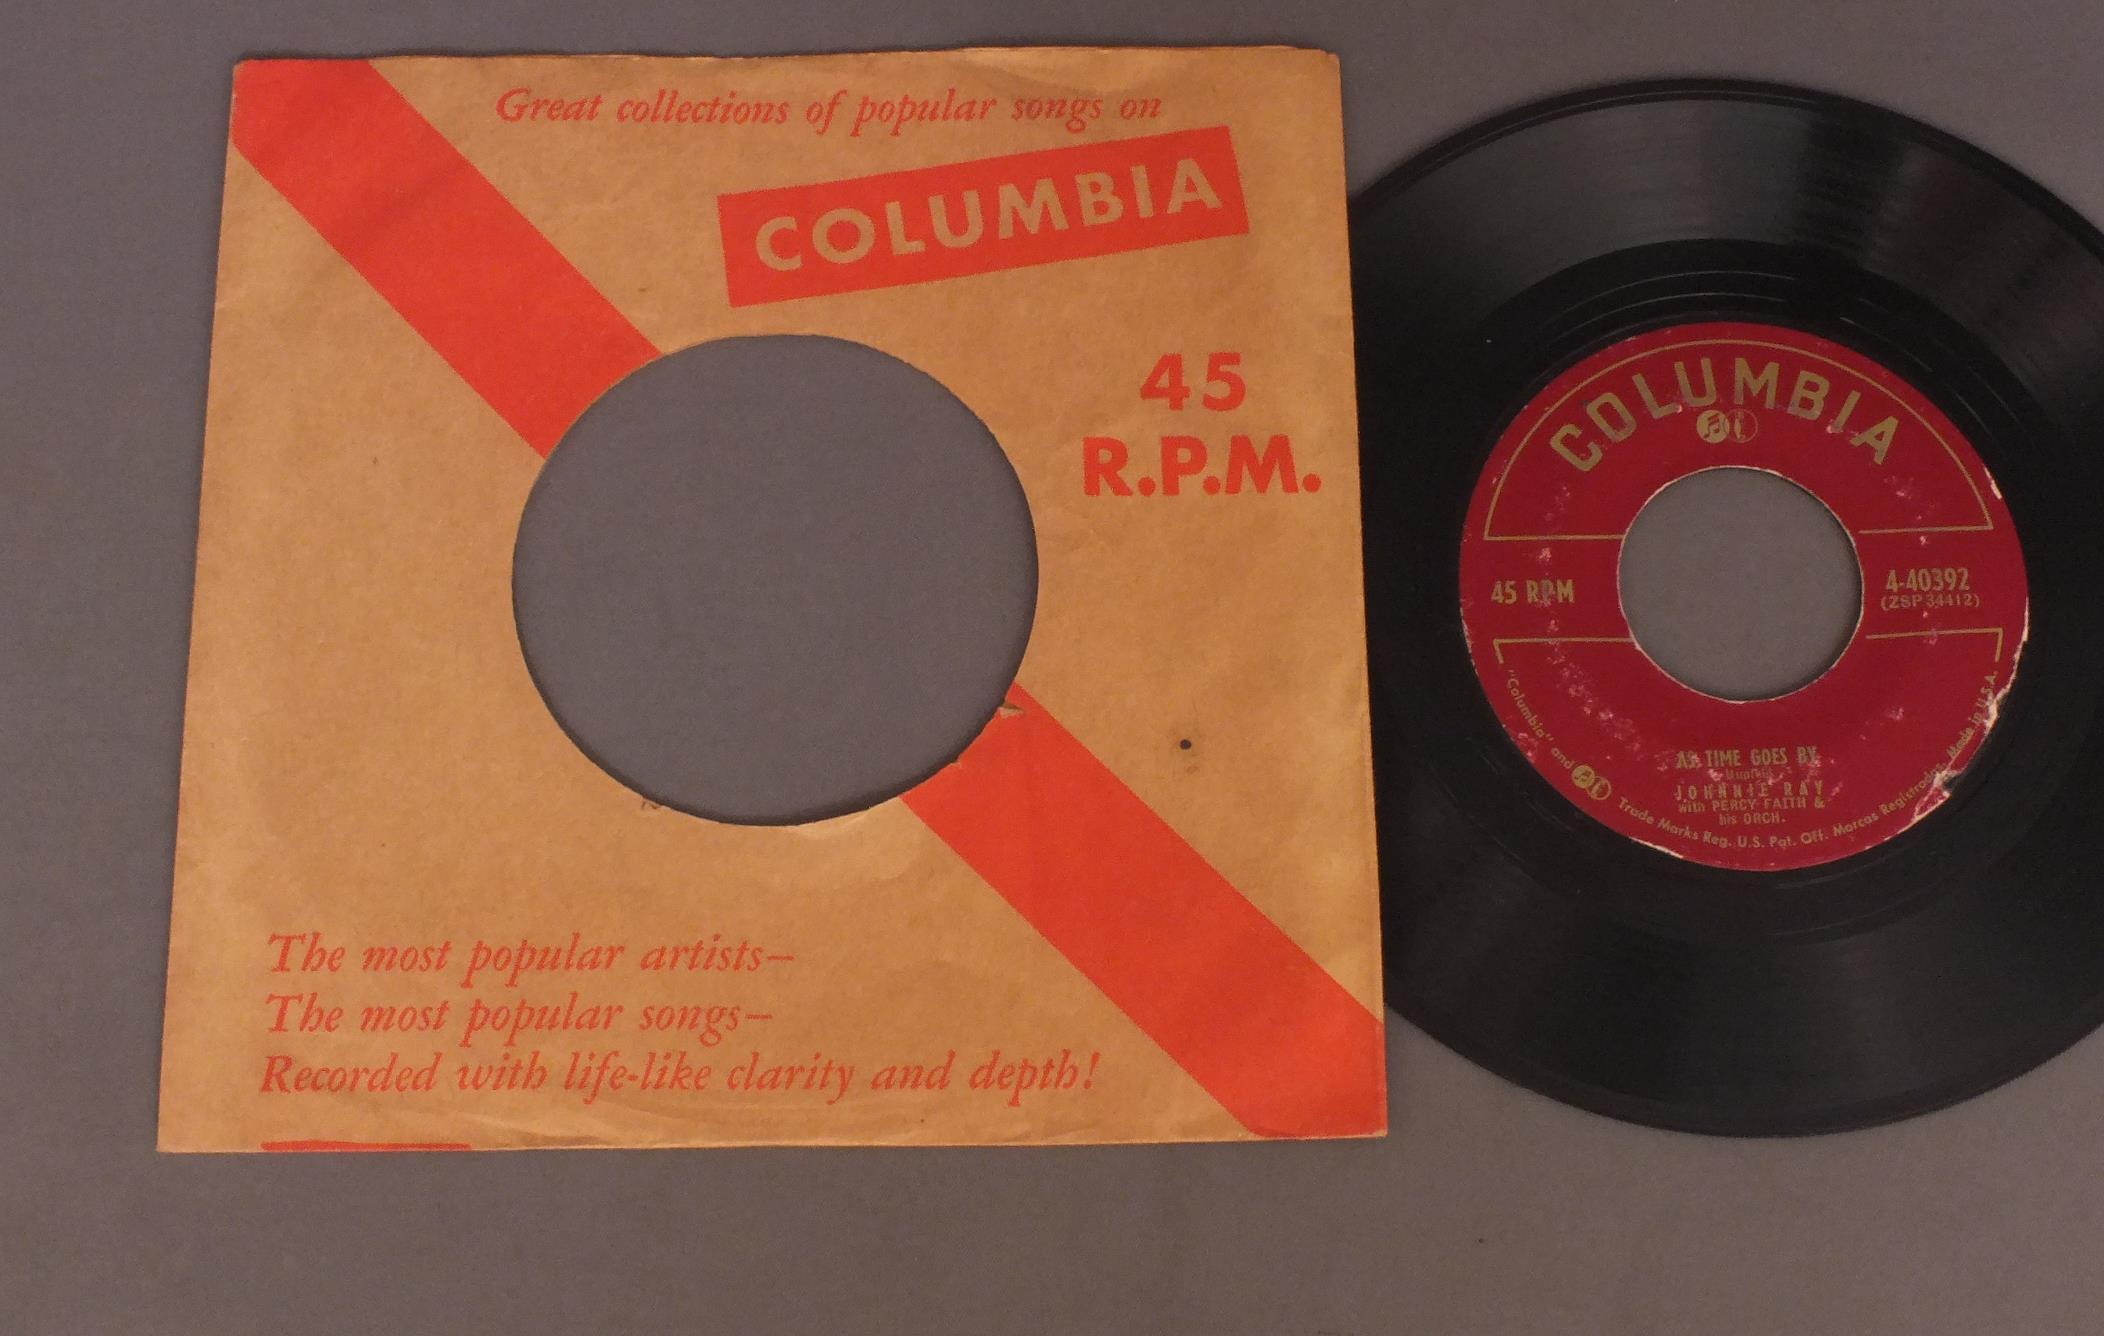 Great collections of popular songs on
COLUMBIA
45
R.P.M.
The most popular artists—
The most popular songs—
Recorded with life-like clarity and depth!
COLUMBIA
45 RPM
4-40392
(ZSP 34412)
AS TIME GOES BY
JOHNNIE RAY
with PERCY FAITH &
his ORCH.
"Columbia" and Trade Marks Reg. U.S. Pat. Off. Marcas Registradas. Made in U.S.A.